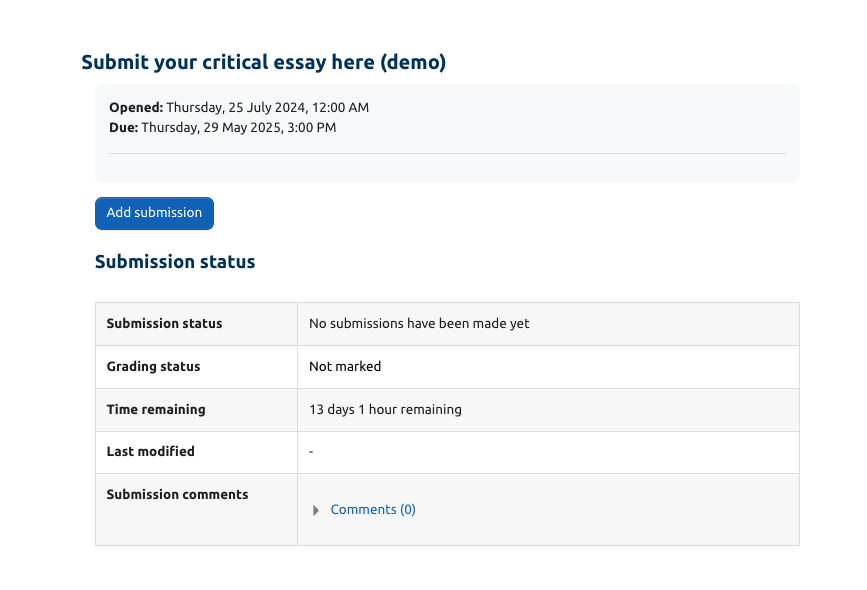 Submit your critical essay here (demo)
Opened: Thursday, 25 July 2024, 12:00 AM
Due: Thursday, 29 May 2025, 3:00 PM
Add submission
Submission status
Submission status No submissions have been made yet
Grading status Not marked
Time remaining 13 days 1 hour remaining
Last modified -
Submission comments
Comments (0)